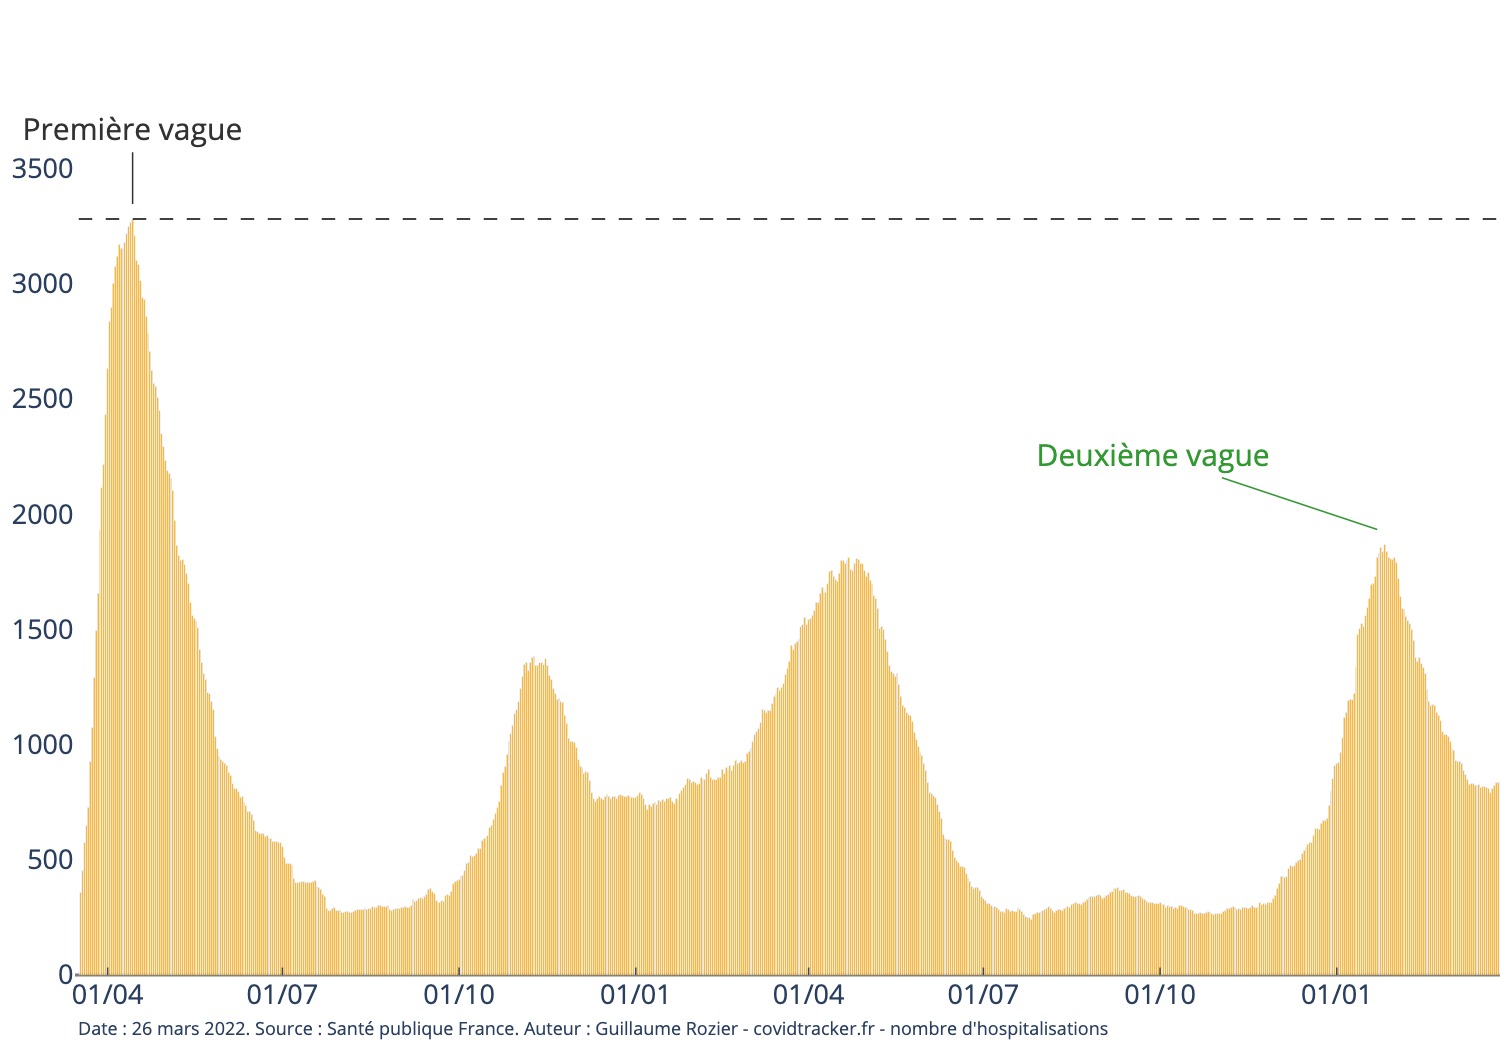 Première vague
3500
3000
2500
Deuxième vague
2000
1500
1000
500
0
01/04 01/07 01/10 01/01 01/04 01/07 01/10 01/01
Date : 26 mars 2022. Source : Santé publique France. Auteur : Guillaume Rozier - covidtracker.fr - nombre d'hospitalisations